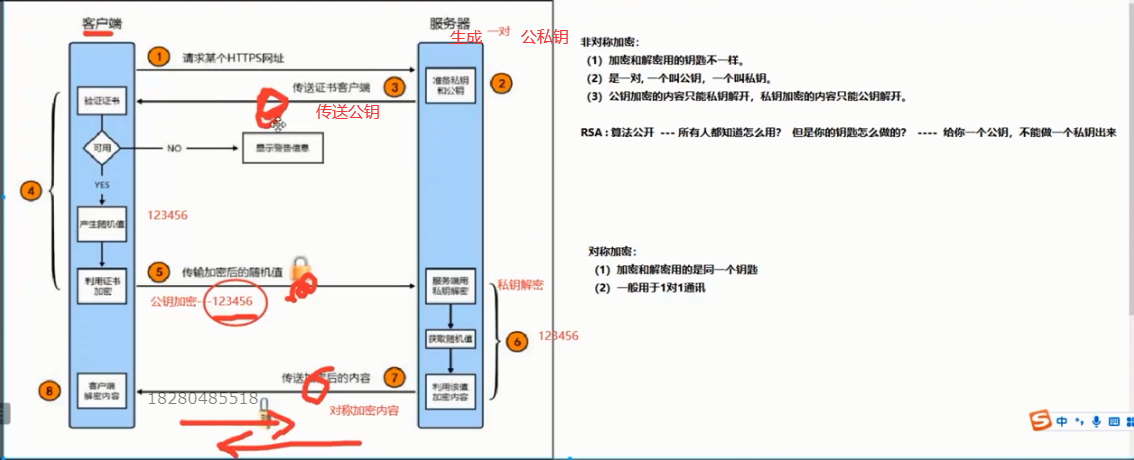 客户端
服务器
生成 一对 公私钥
1 请求某个HTTPS网址
准备私钥
和公钥
2
传送证书客户端 3
传送公钥
验证证书
可用
NO
显示警告信息
YES
4
产生随机值
123456
5 传输加密后的随机值
利用证书
加密
公钥加密---123456
服务端用
私钥解密
私钥解密
获取随机值
6
123456
传送加密后的内容 7
利用该值
加密内容
对称加密内容
8
客户端
解密内容
18280485518
非对称加密：
（1）加密和解密用的钥匙不一样。
（2）是一对, 一个叫公钥，一个叫私钥。
（3）公钥加密的内容只能私钥解开，私钥加密的内容只能公钥解开。
RSA : 算法公开 --- 所有人都知道怎么用？ 但是你的钥匙怎么做的？ ---- 给你一个公钥，不能做一个私钥出来
对称加密：
（1）加密和解密用的是同一个钥匙
（2）一般用于1对1通讯
中